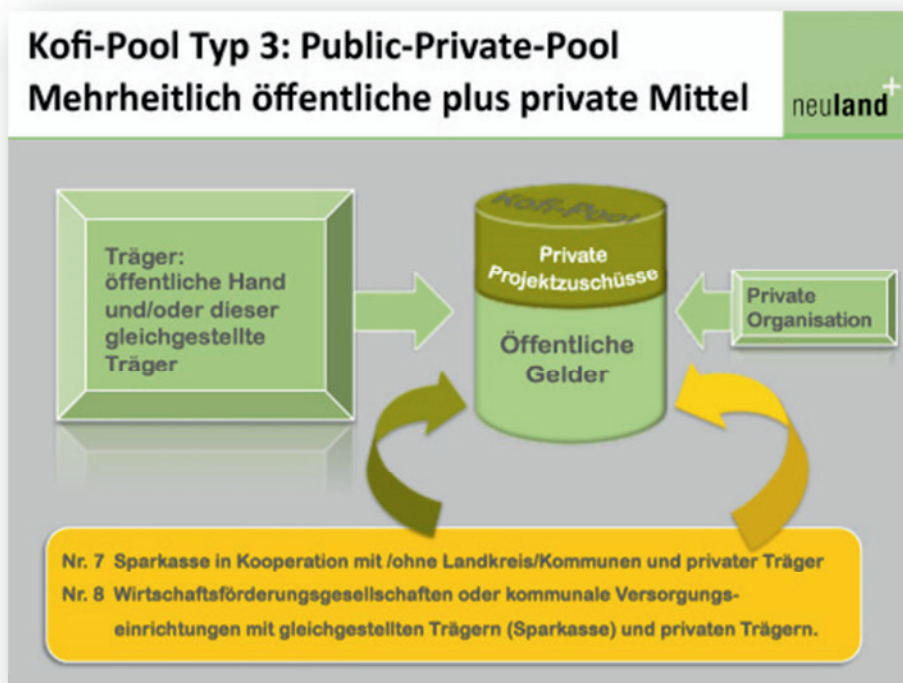 Kofi-Pool Typ 3: Public-Private-Pool
Mehrheitlich öffentliche plus private Mittel
neuland+
Träger:
öffentliche Hand
und/oder dieser
gleichgestellte
Träger
Kofi-Pool
Private
Projektzuschüsse
Öffentliche
Gelder
Private
Organisation
Nr. 7 Sparkasse in Kooperation mit /ohne Landkreis/Kommunen und privater Träger
Nr. 8 Wirtschaftsförderungsgesellschaften oder kommunale Versorgungs-
einrichtungen mit gleichgestellten Trägern (Sparkasse) und privaten Trägern.